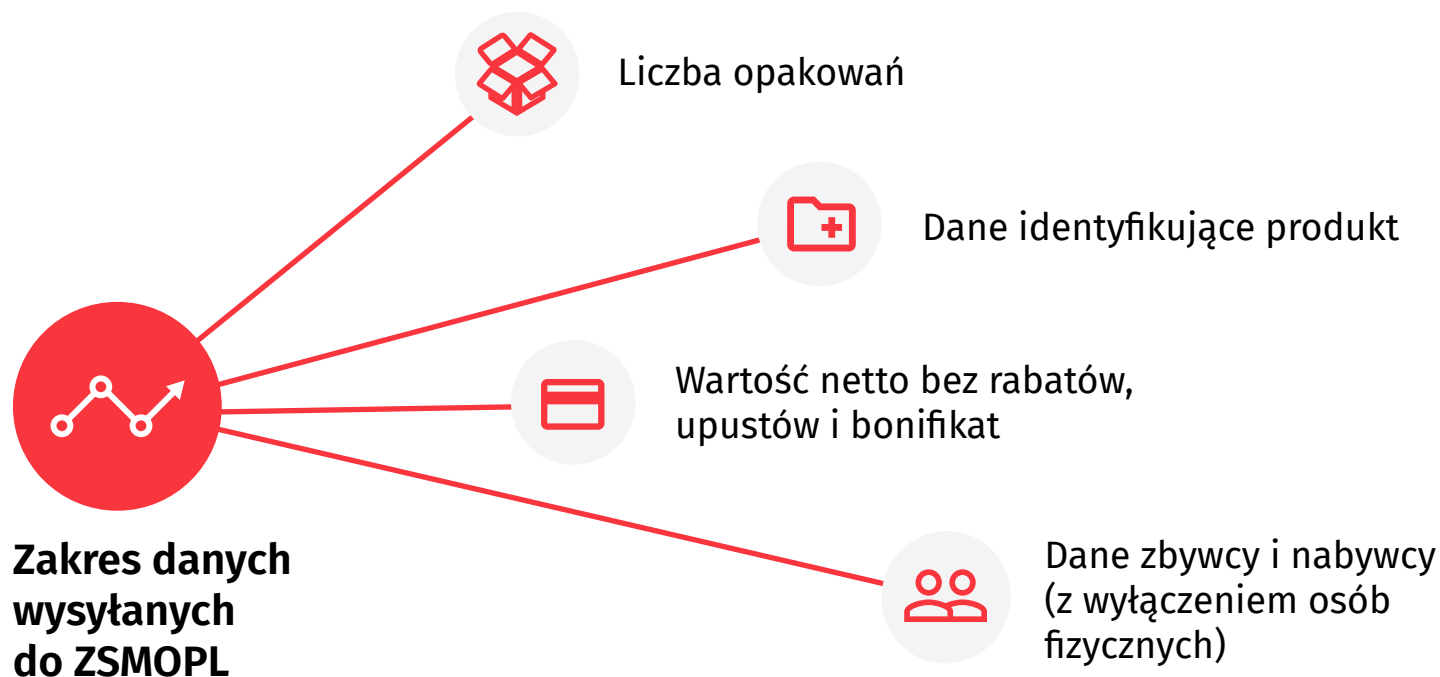 Liczba opakowań
Dane identyfikujące produkt
Wartość netto bez rabatów,
upustów i bonifikat
Zakres danych
wysyłanych
do ZSMOPL
Dane zbywcy i nabywcy
(z wyłączeniem osób
fizycznych)